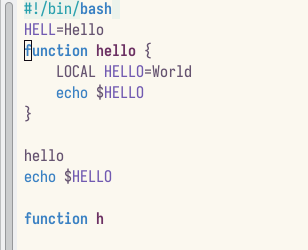 #!/bin/bash
HELL=Hello
function hello {
    LOCAL HELLO=World
    echo $HELLO
}

hello
echo $HELLO

function h